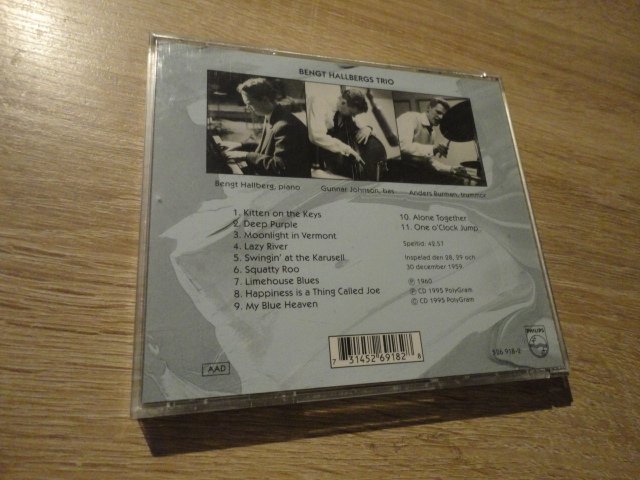 BENGT HALLBERGS TRIO
Bengt Hallberg, piano
Gunnar Johnson, bas
Anders Burman, trummor
1. Kitten on the Keys
2. Deep Purple
3. Moonlight in Vermont
4. Lazy River
5. Swingin' at the Karusell
6. Squatty Roo
7. Limehouse Blues
8. Happiness is a Thing Called Joe
9. My Blue Heaven
10. Alone Together
11. One o'Clock Jump
Speltid: 42.57
Inspelad den 28, 29 och
30 december 1959.
Ⓟ 1960
Ⓟ CD 1995 PolyGram
© CD 1995 PolyGram
7 31452 69182 8
AAD
PHILIPS
526 918-2